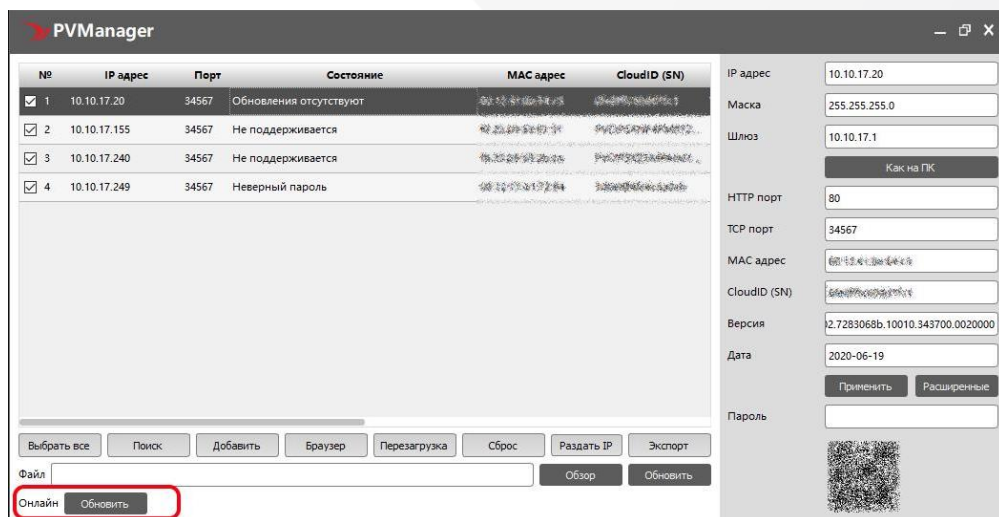 PVManager
№ IP адрес Порт Состояние MAC адрес CloudID (SN)
1 10.10.17.20 34567 Обновления отсутствуют
2 10.10.17.155 34567 Не поддерживается
3 10.10.17.240 34567 Не поддерживается
4 10.10.17.249 34567 Неверный пароль
Выбрать все Поиск Добавить Браузер Перезагрузка Сброс Раздать IP Экспорт
Файл Обзор Обновить
Онлайн Обновить
IP адрес 10.10.17.20
Маска 255.255.255.0
Шлюз 10.10.17.1
Как на ПК
HTTP порт 80
TCP порт 34567
MAC адрес
CloudID (SN)
Версия 02.7283068b.10010.343700.0020000
Дата 2020-06-19
Применить Расширенные
Пароль